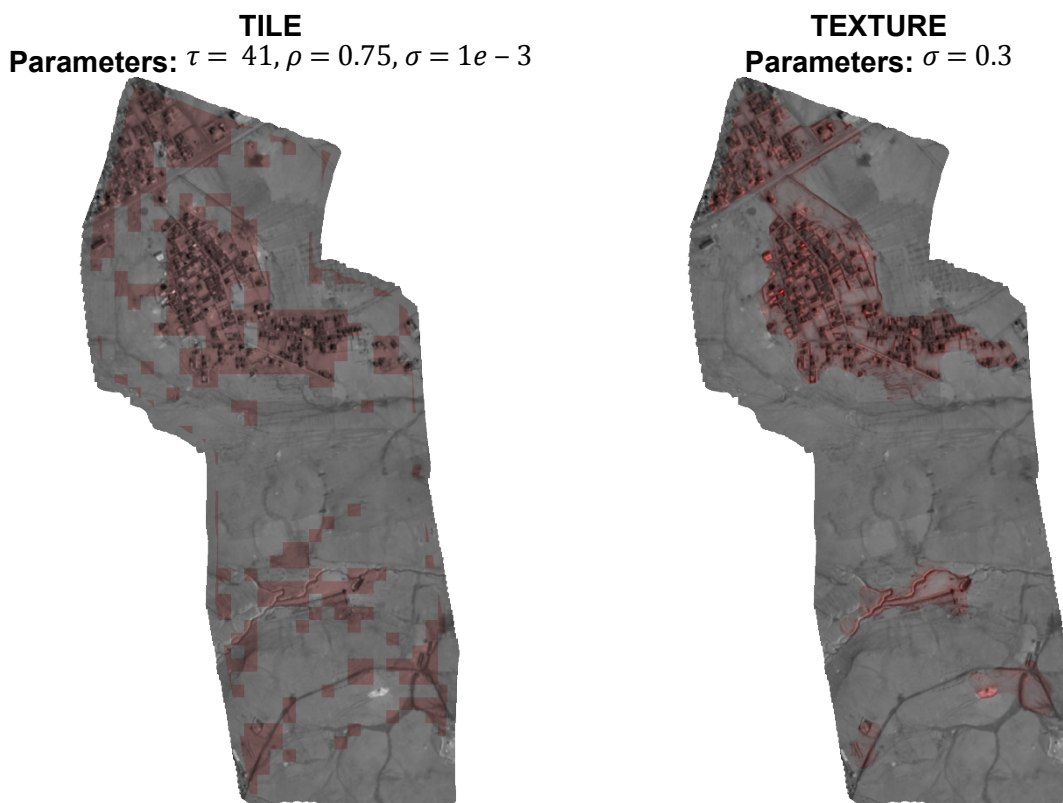 TILE
Parameters: τ = 41, ρ = 0.75, σ = 1e − 3
TEXTURE
Parameters: σ = 0.3